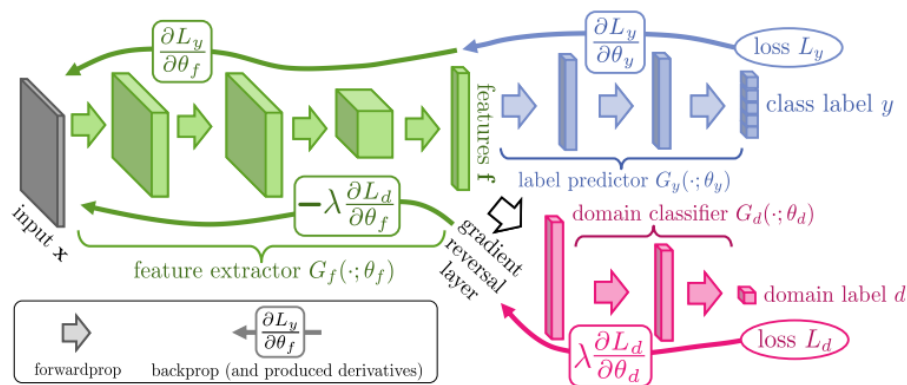 ∂L_y/∂θ_f
∂L_y/∂θ_y
loss L_y
features f
class label y
label predictor G_y(·; θ_y)
input x
−λ ∂L_d/∂θ_f
feature extractor G_f(·; θ_f)
gradient
reversal
layer
domain classifier G_d(·; θ_d)
domain label d
λ ∂L_d/∂θ_d
loss L_d
forwardprop
∂L_y/∂θ_f
backprop (and produced derivatives)